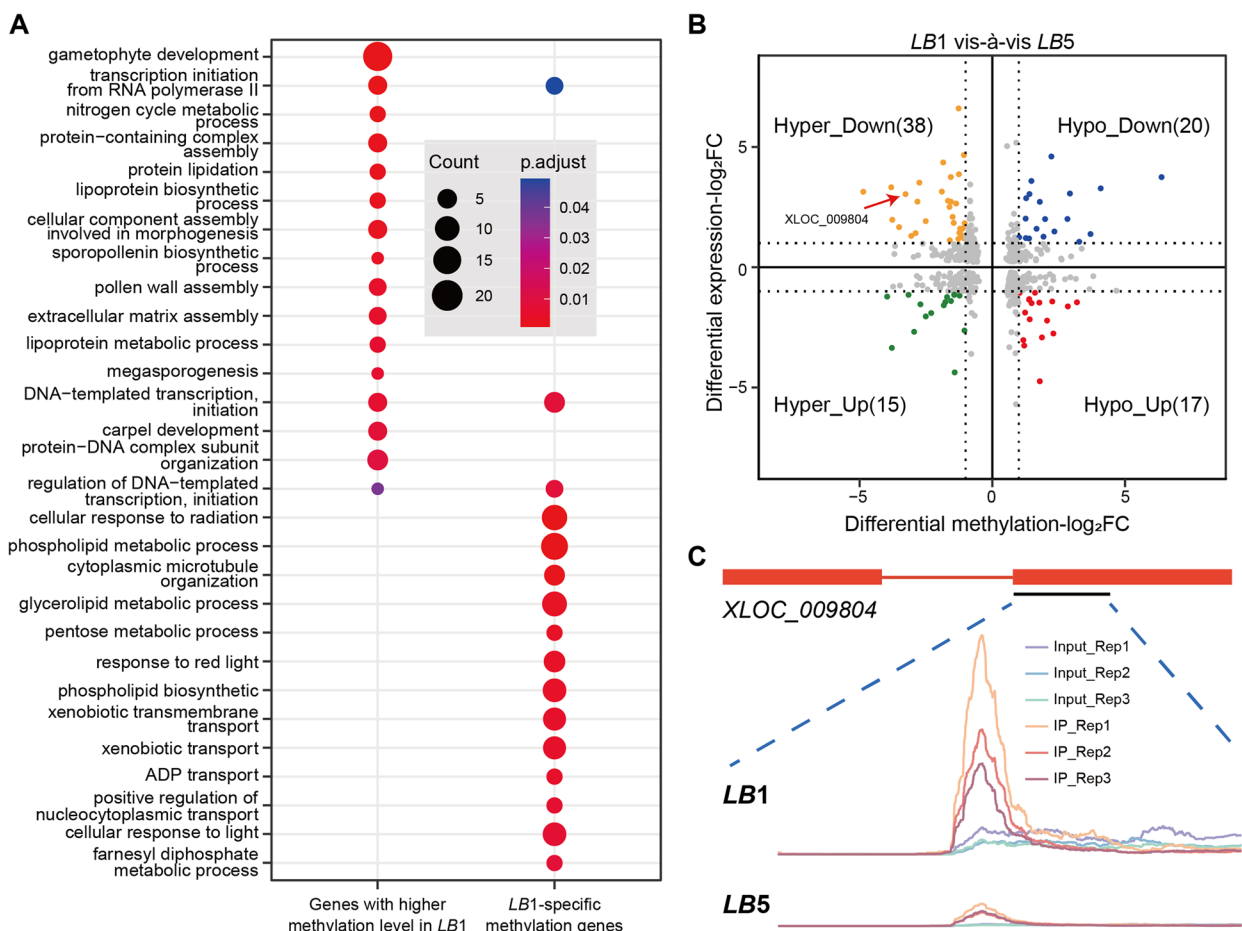 A
gametophyte development
transcription initiation
from RNA polymerase II
nitrogen cycle metabolic
process
protein−containing complex
assembly
protein lipidation
lipoprotein biosynthetic
process
cellular component assembly
involved in morphogenesis
sporopollenin biosynthetic
process
pollen wall assembly
extracellular matrix assembly
lipoprotein metabolic process
megasporogenesis
DNA−templated transcription,
initiation
carpel development
protein−DNA complex subunit
organization
regulation of DNA−templated
transcription, initiation
cellular response to radiation
phospholipid metabolic process
cytoplasmic microtubule
organization
glycerolipid metabolic process
pentose metabolic process
response to red light
phospholipid biosynthetic
xenobiotic transmembrane
transport
xenobiotic transport
ADP transport
positive regulation of
nucleocytoplasmic transport
cellular response to light
farnesyl diphosphate
metabolic process
Count
5
10
15
20
p.adjust
0.04
0.03
0.02
0.01
Genes with higher
methylation level in LB1
LB1-specific
methylation genes
B
LB1 vis-à-vis LB5
Hyper_Down(38)
Hypo_Down(20)
XLOC_009804
Hyper_Up(15)
Hypo_Up(17)
5
0
−5
Differential expression-log₂FC
−5
0
5
Differential methylation-log₂FC
C
XLOC_009804
Input_Rep1
Input_Rep2
Input_Rep3
IP_Rep1
IP_Rep2
IP_Rep3
LB1
LB5